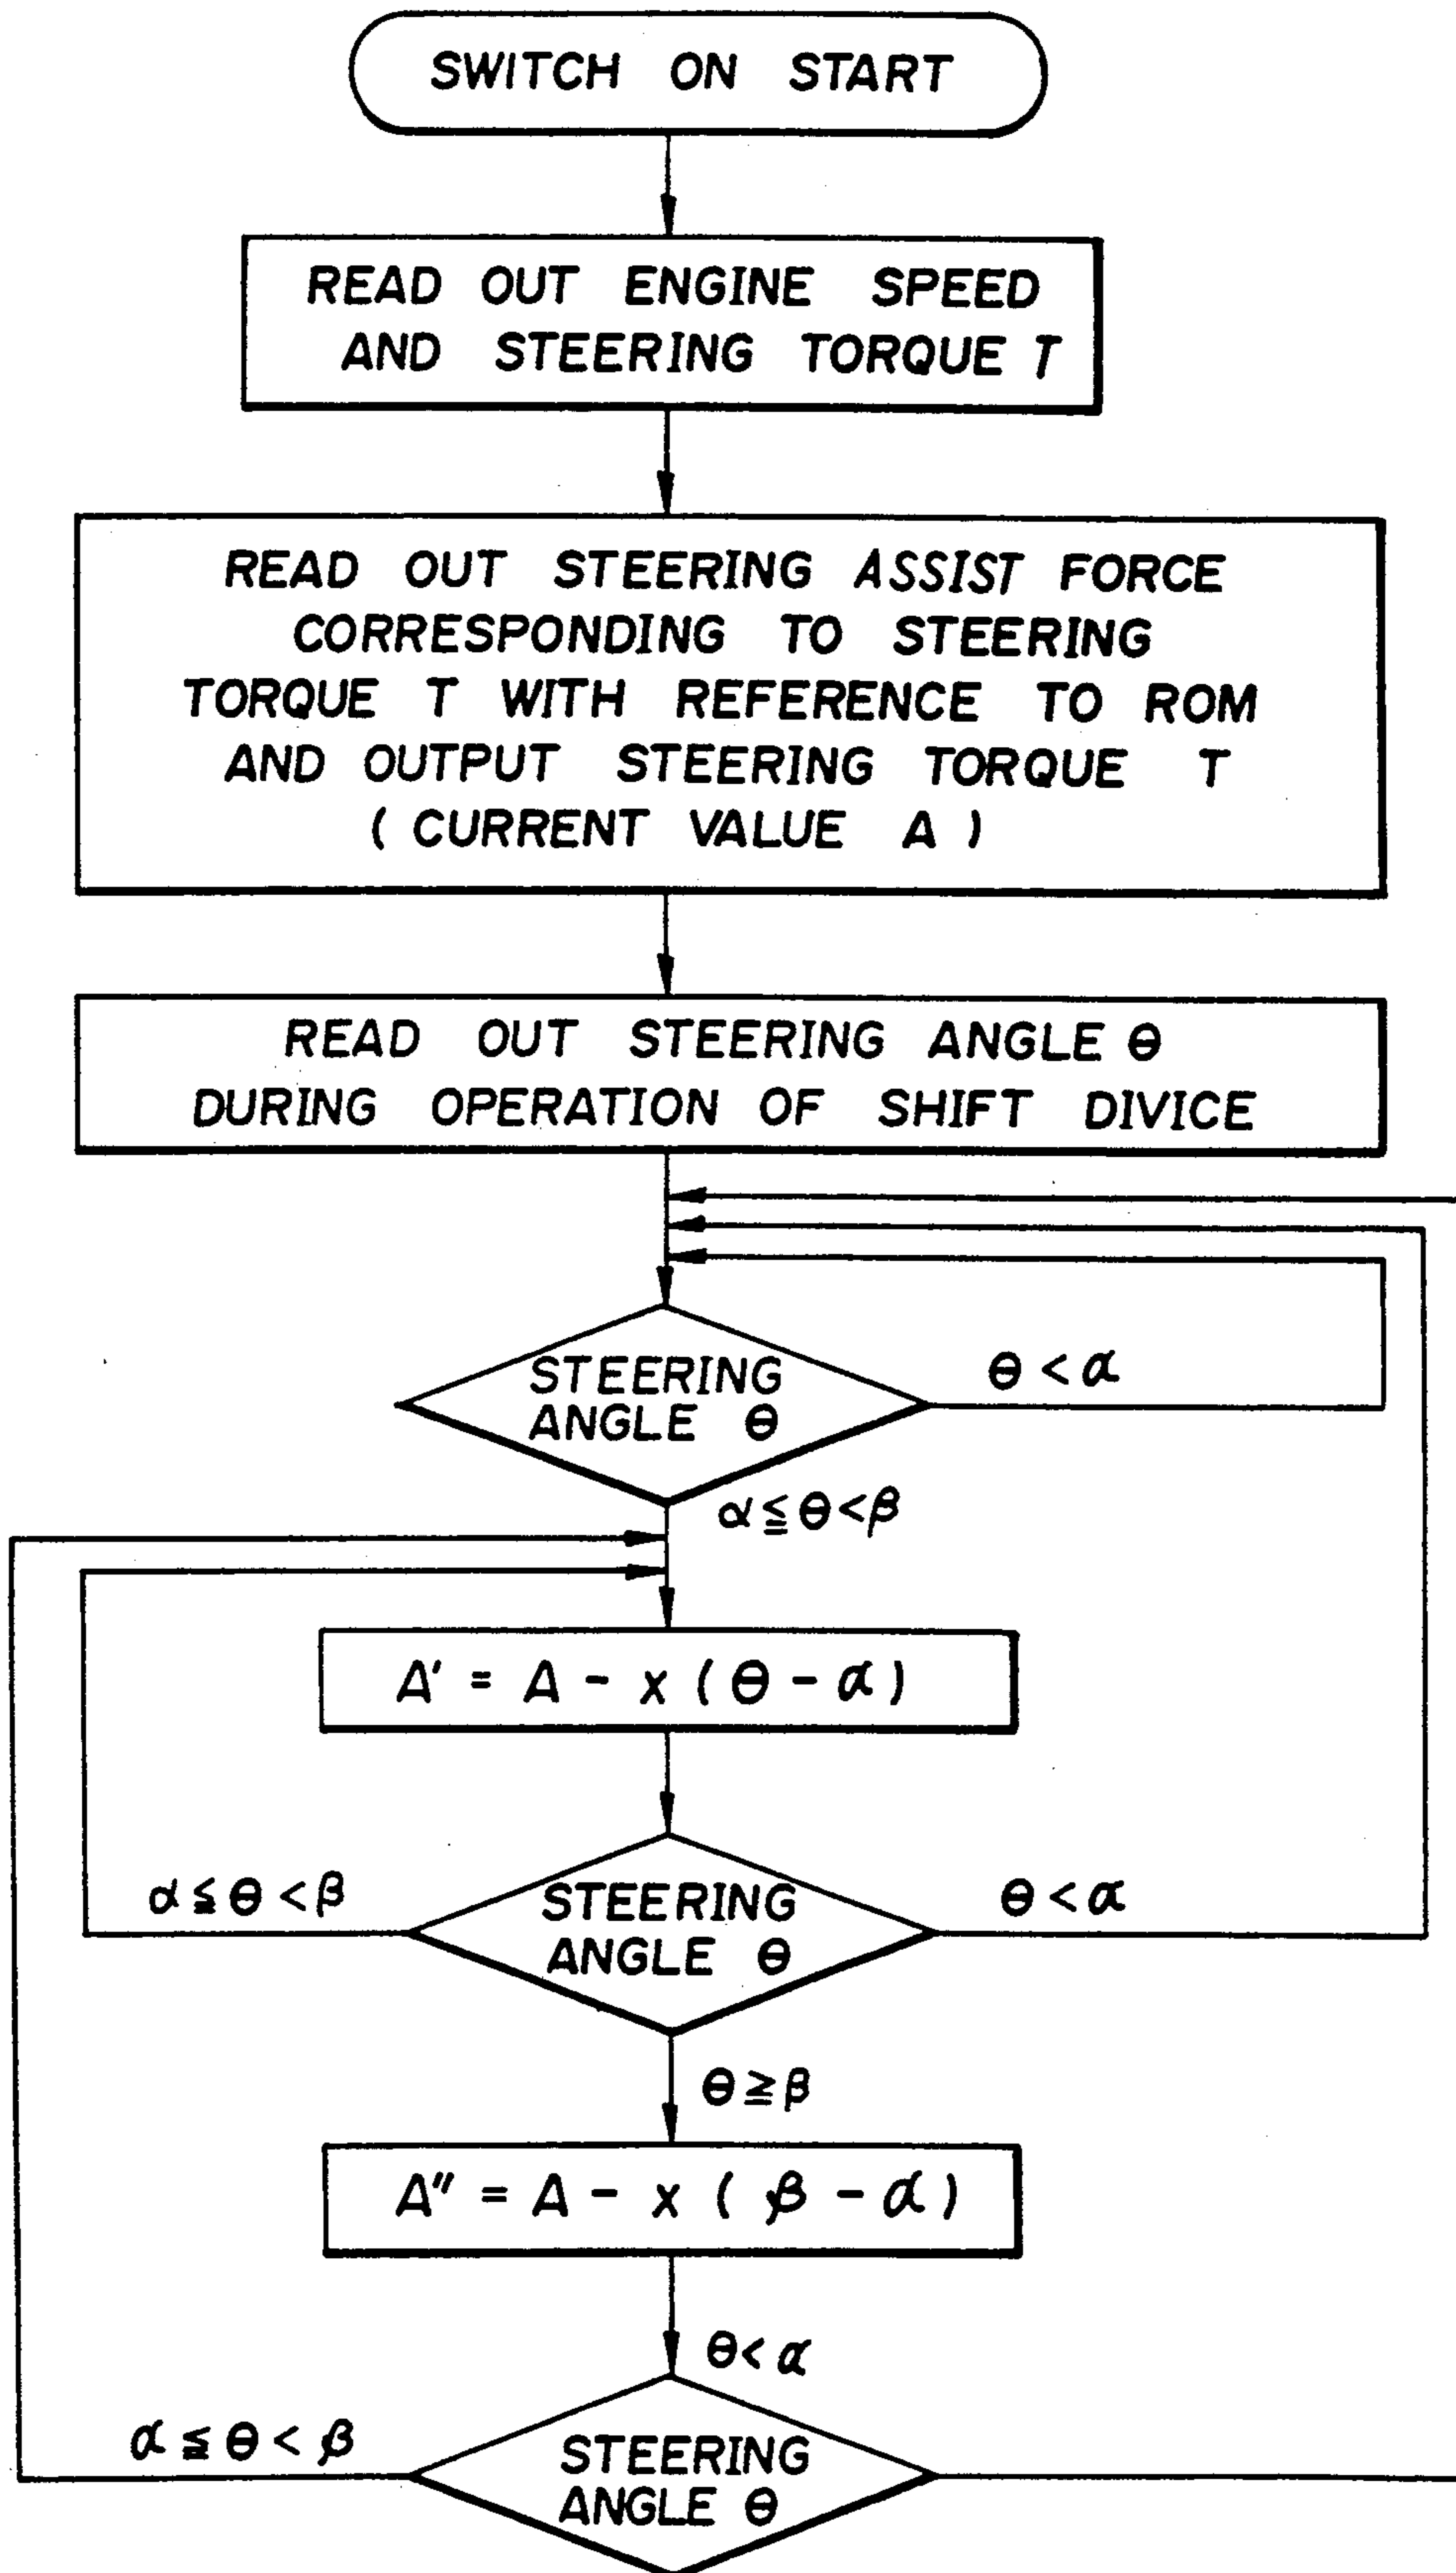 SWITCH ON START
READ OUT ENGINE SPEED
AND STEERING TORQUE T
READ OUT STEERING ASSIST FORCE
CORRESPONDING TO STEERING
TORQUE T WITH REFERENCE TO ROM
AND OUTPUT STEERING TORQUE T
( CURRENT VALUE A )
READ OUT STEERING ANGLE θ
DURING OPERATION OF SHIFT DIVICE
STEERING
ANGLE θ
θ < α
α ≦ θ < β
A' = A - x ( θ - α )
α ≦ θ < β
STEERING
ANGLE θ
θ < α
θ ≧ β
A" = A - x ( β - α )
θ < α
α ≦ θ < β
STEERING
ANGLE θ